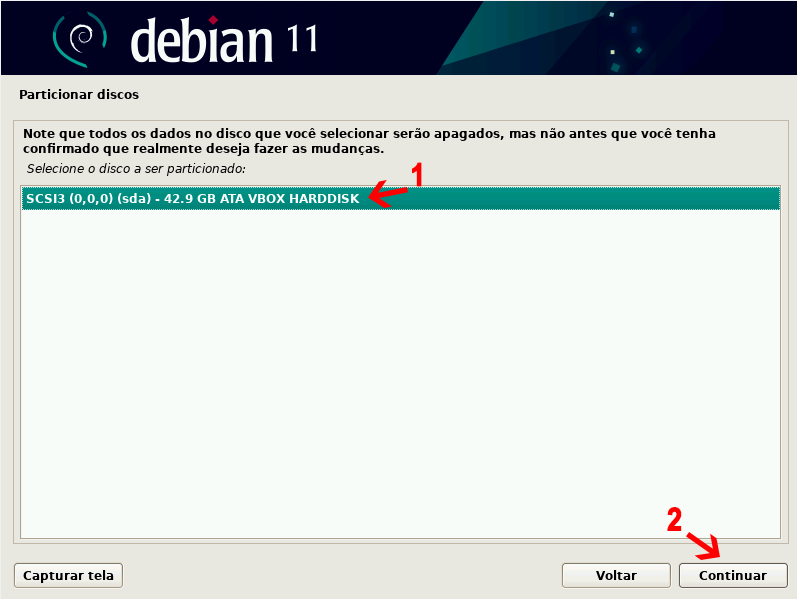 debian 11
Particionar discos
Note que todos os dados no disco que você selecionar serão apagados, mas não antes que você tenha
confirmado que realmente deseja fazer as mudanças.
Selecione o disco a ser particionado:
1
SCSI3 (0,0,0) (sda) - 42.9 GB ATA VBOX HARDDISK
2
Capturar tela
Voltar
Continuar